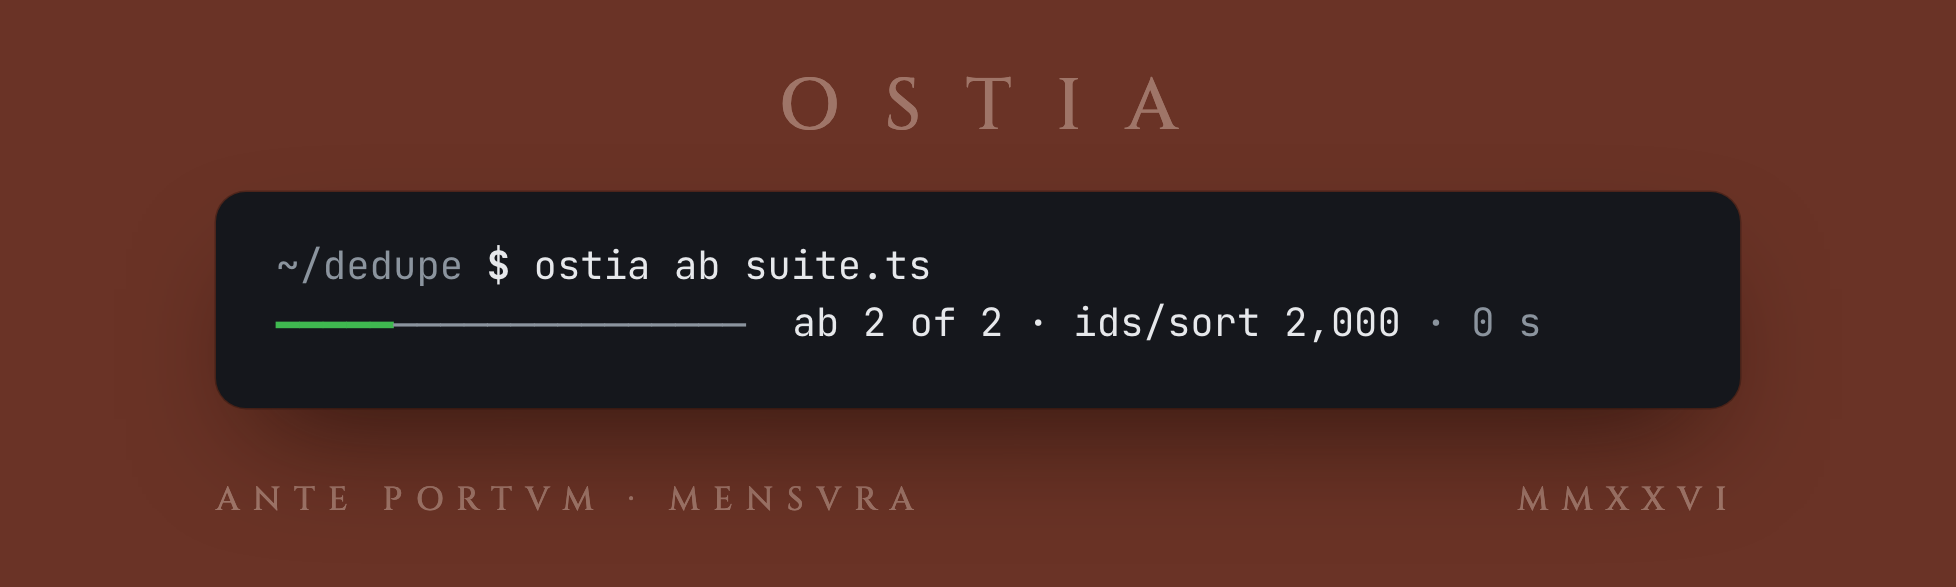 OSTIA
~/dedupe $ ostia ab suite.ts
ab 2 of 2 · ids/sort 2,000 · 0 s
ANTE PORTVM · MENSVRA
MMXXVI